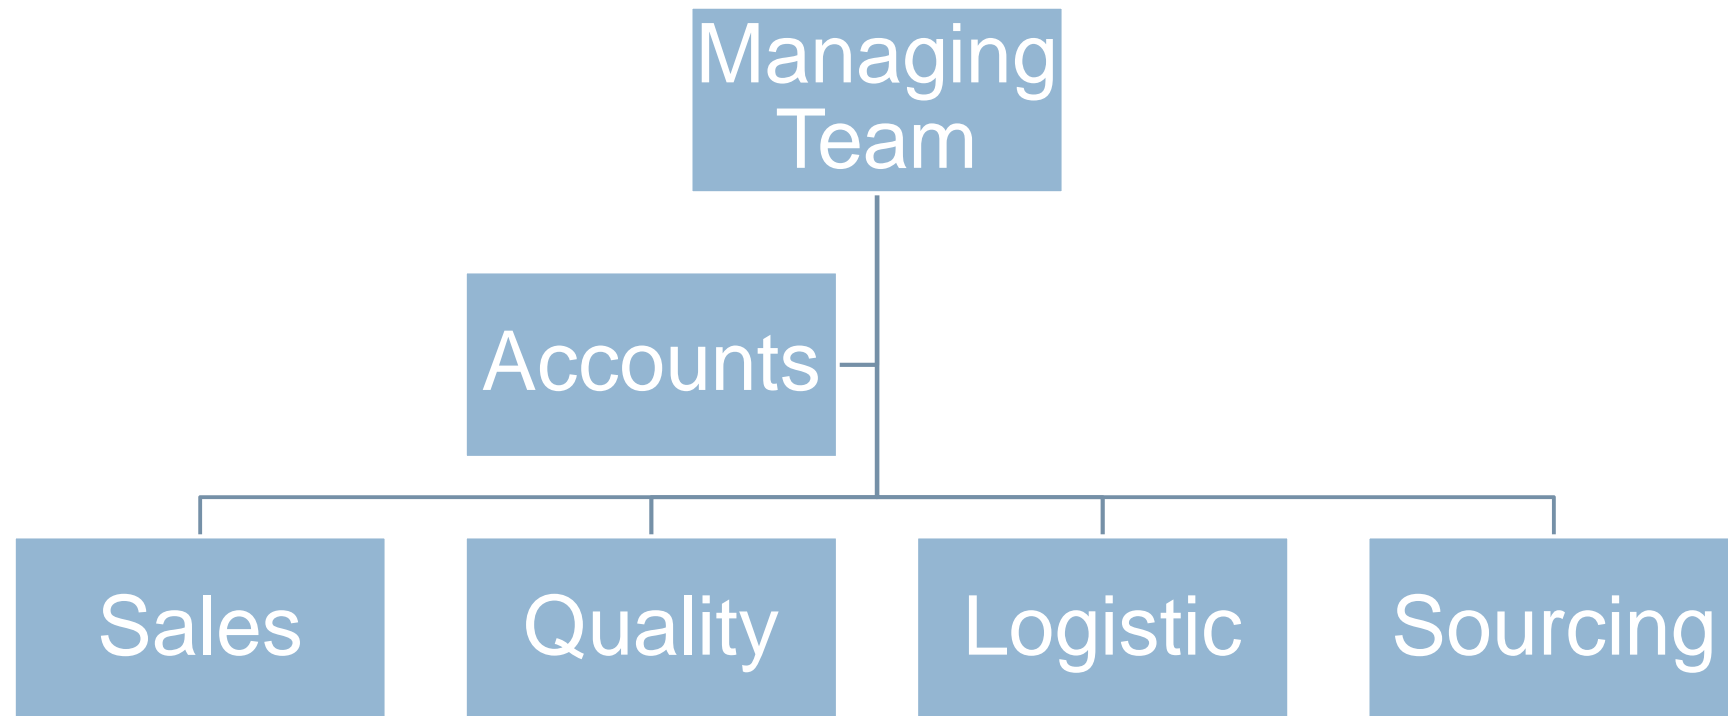 Managing
Team
Accounts
Sales
Quality
Logistic
Sourcing